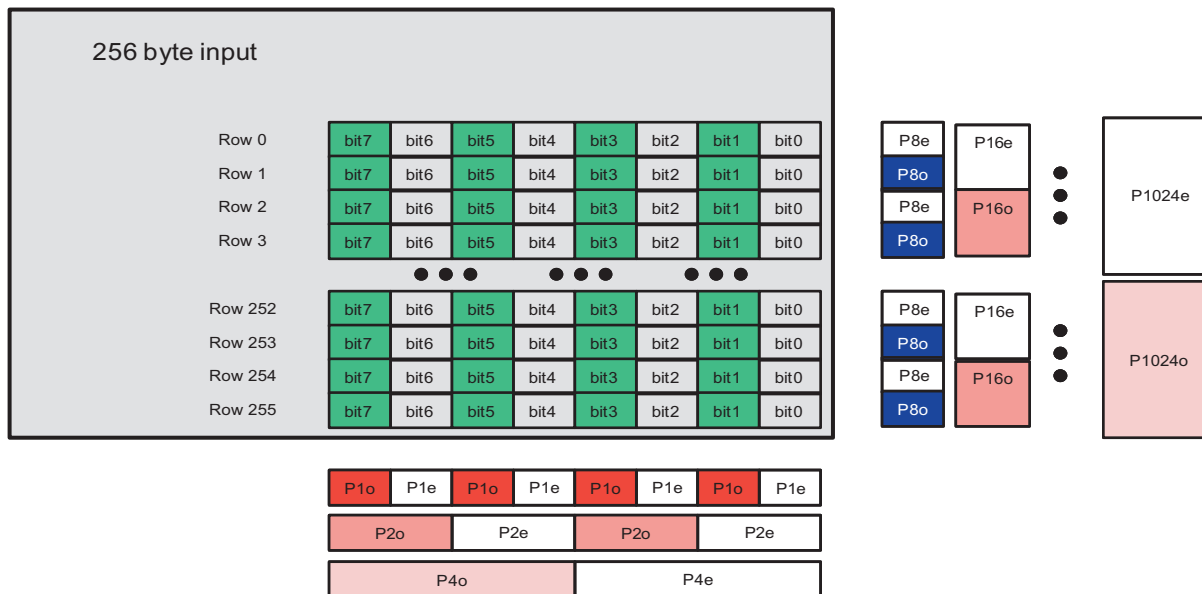 256 byte input
Row 0 bit7 bit6 bit5 bit4 bit3 bit2 bit1 bit0 P8e P16e P1024e
Row 1 bit7 bit6 bit5 bit4 bit3 bit2 bit1 bit0 P8o
Row 2 bit7 bit6 bit5 bit4 bit3 bit2 bit1 bit0 P8e P16o
Row 3 bit7 bit6 bit5 bit4 bit3 bit2 bit1 bit0 P8o
Row 252 bit7 bit6 bit5 bit4 bit3 bit2 bit1 bit0 P8e P16e P1024o
Row 253 bit7 bit6 bit5 bit4 bit3 bit2 bit1 bit0 P8o
Row 254 bit7 bit6 bit5 bit4 bit3 bit2 bit1 bit0 P8e P16o
Row 255 bit7 bit6 bit5 bit4 bit3 bit2 bit1 bit0 P8o
P1o P1e P1o P1e P1o P1e P1o P1e
P2o P2e P2o P2e
P4o P4e